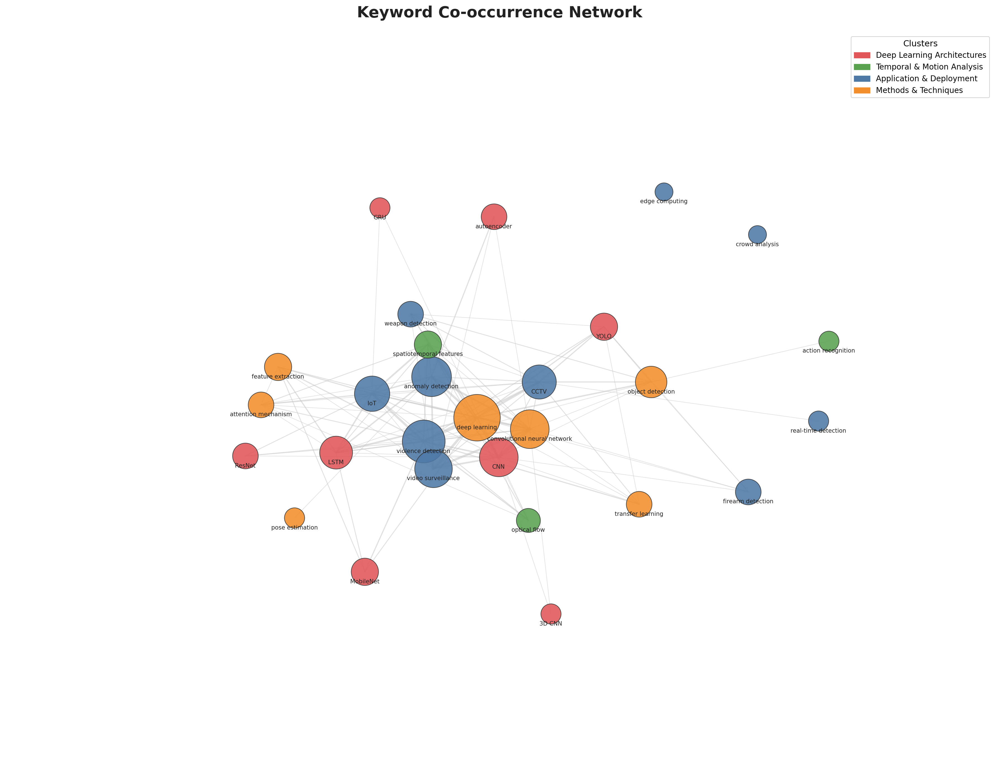 Keyword Co-occurrence Network
Clusters
Deep Learning Architectures
Temporal & Motion Analysis
Application & Deployment
Methods & Techniques
edge computing
GRU
autoencoder
crowd analysis
weapon detection
YOLO
action recognition
spatiotemporal features
feature extraction
anomaly detection
CCTV
object detection
IoT
attention mechanism
deep learning
real-time detection
convolutional neural network
violence detection
LSTM
ResNet
CNN
video surveillance
firearm detection
transfer learning
pose estimation
optical flow
MobileNet
3D CNN